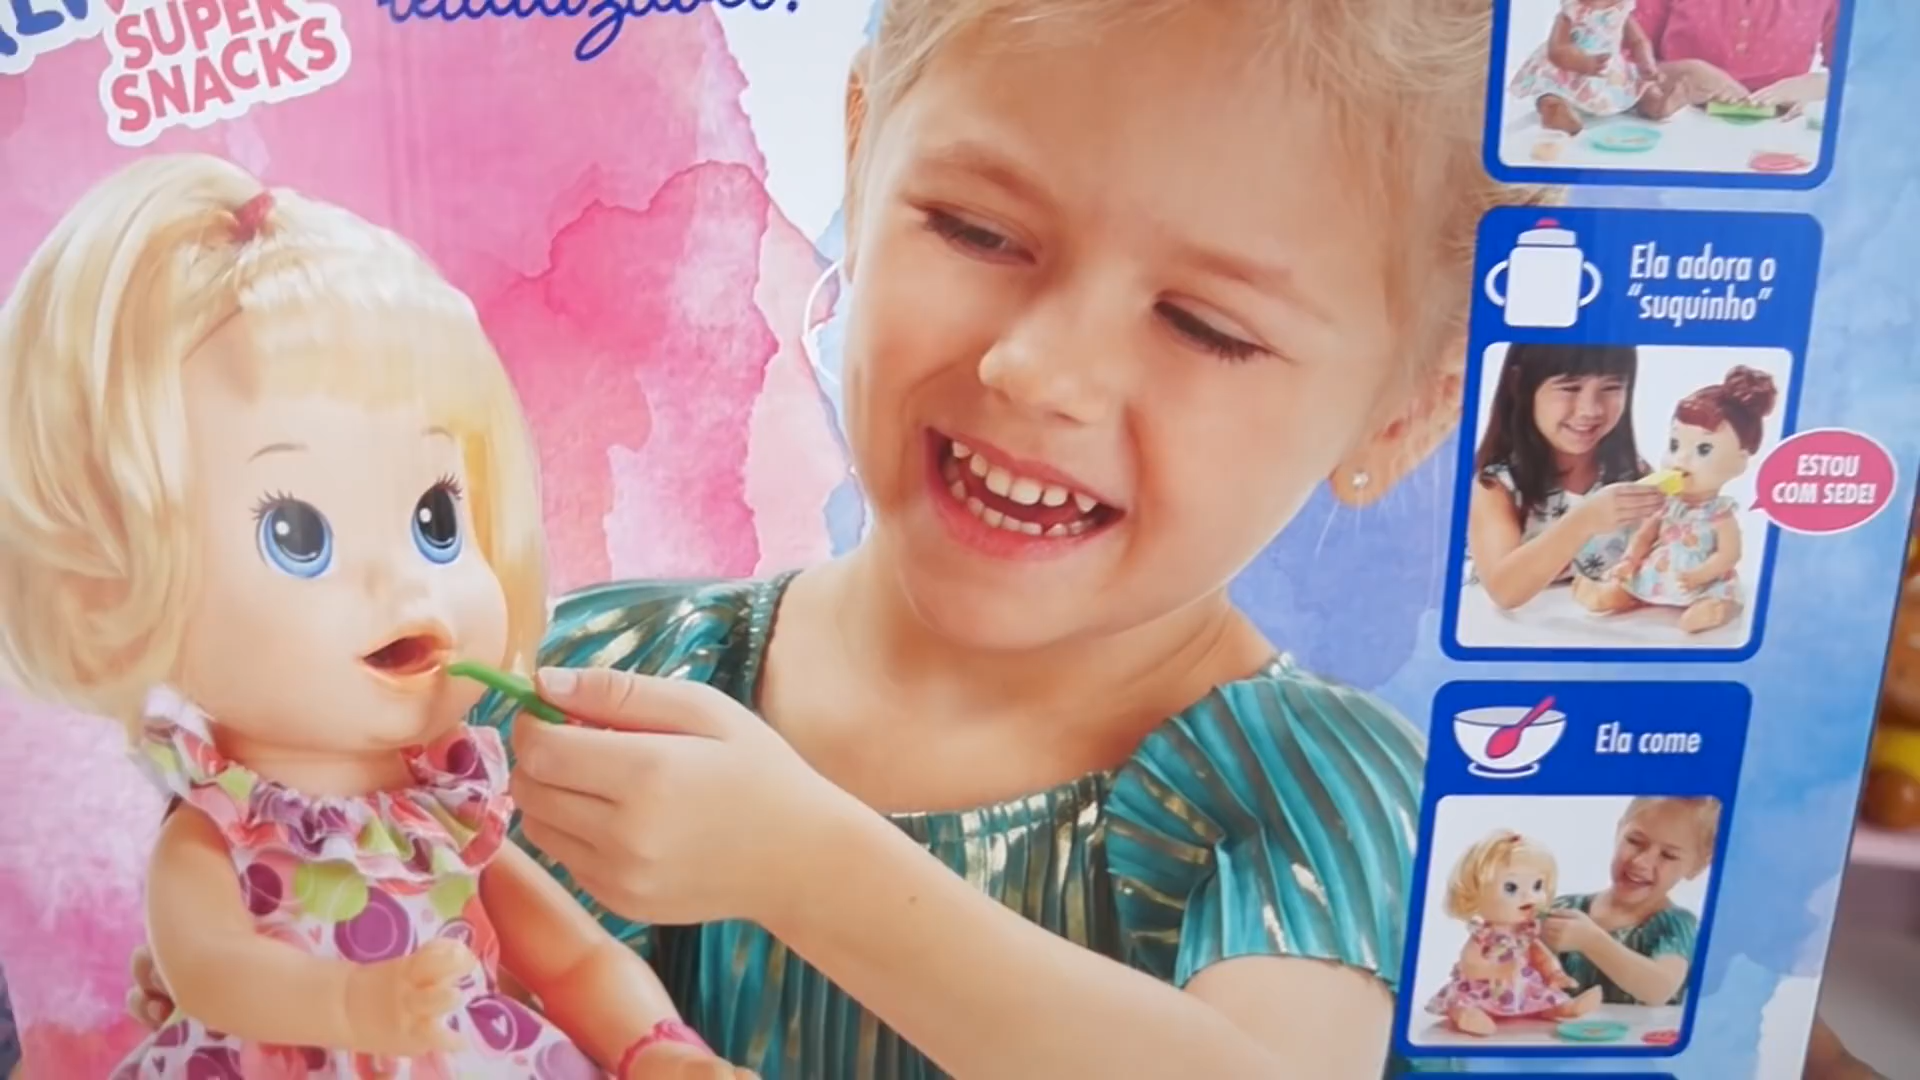 SUPER
SNACKS
Ela adora o
"suquinho"
ESTOU
COM SEDE!
Ela come